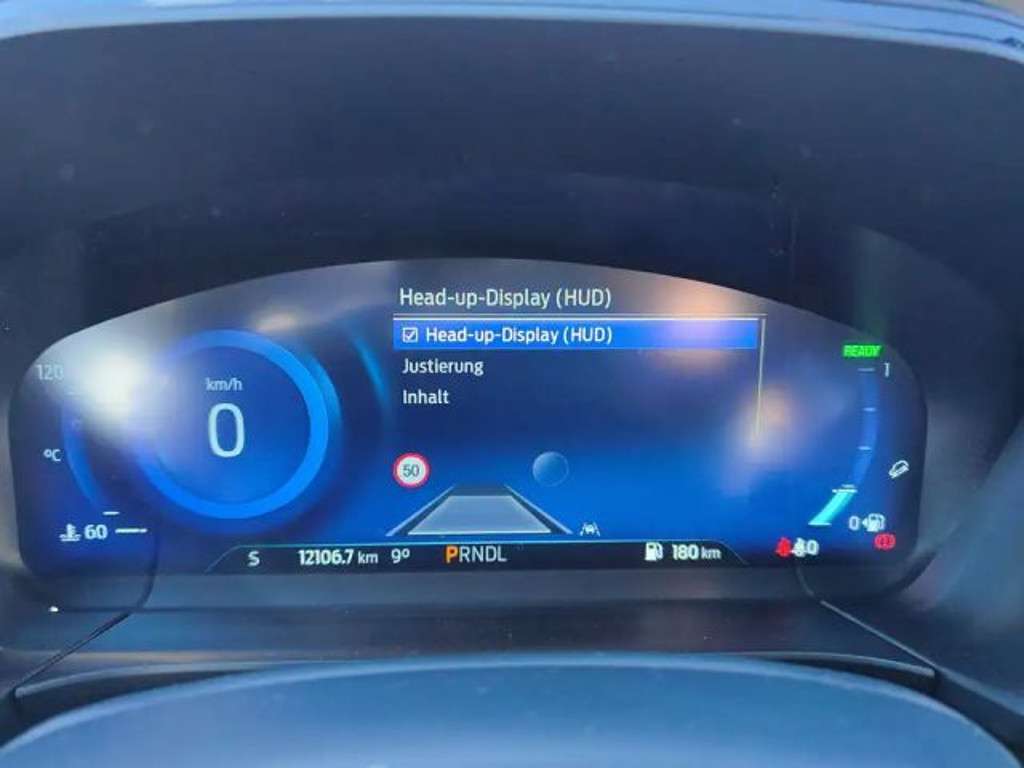 Head-up-Display (HUD)
Head-up-Display (HUD)
Justierung
Inhalt
READY
120
km/h
0
1
°C
50
60
0
S
12106.7 km
9°
PRNDL
180 km